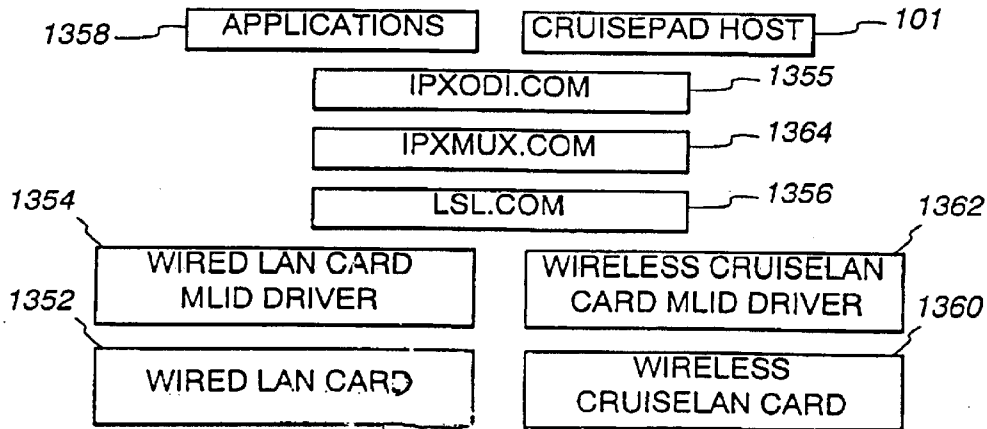 1358 APPLICATIONS CRUISEPAD HOST 101
IPXODI.COM 1355
IPXMUX.COM 1364
LSL.COM 1356
1354 1362
WIRED LAN CARD
MLID DRIVER
WIRELESS CRUISELAN
CARD MLID DRIVER
1352 1360
WIRED LAN CARD
WIRELESS
CRUISELAN CARD